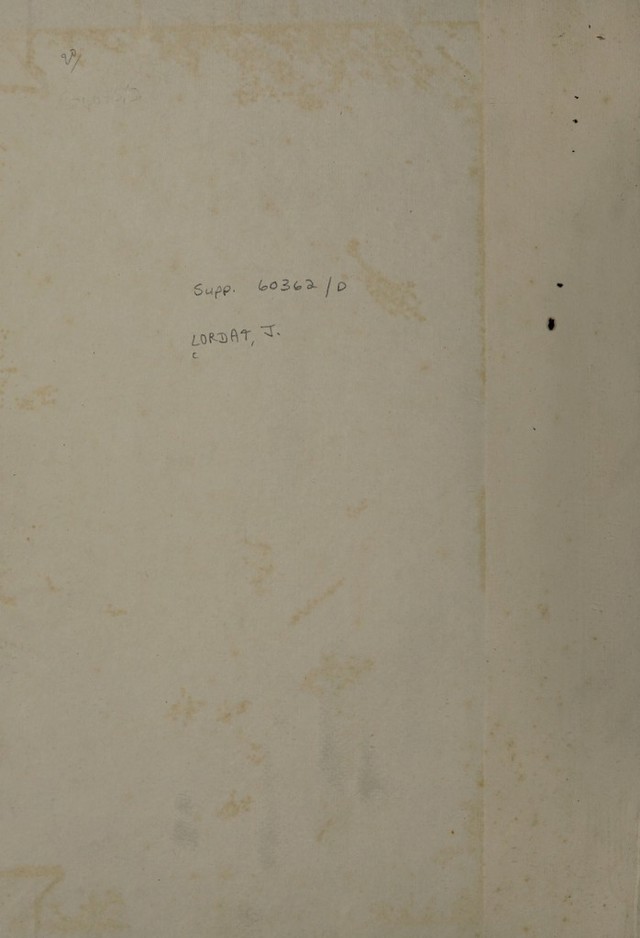 Supp. 60362/D
LORDAT, J.
c